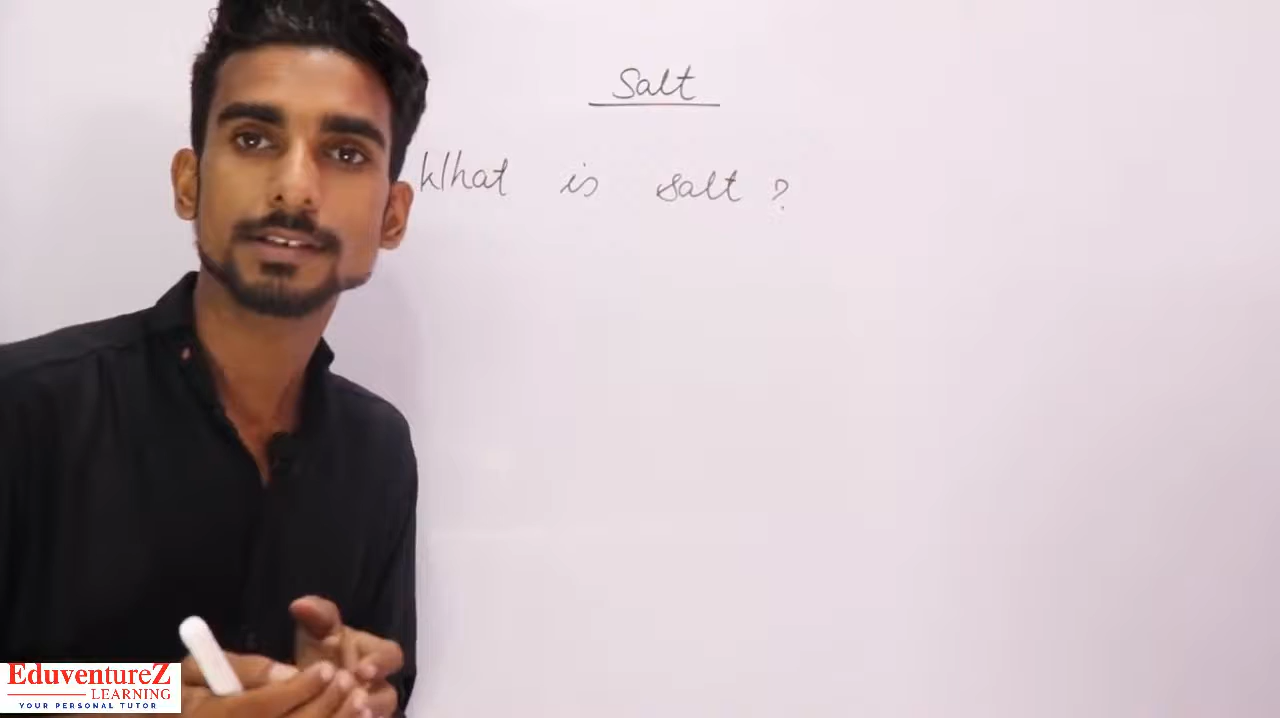 Salt
What is salt ?
EduventureZ
LEARNING
YOUR PERSONAL TUTOR